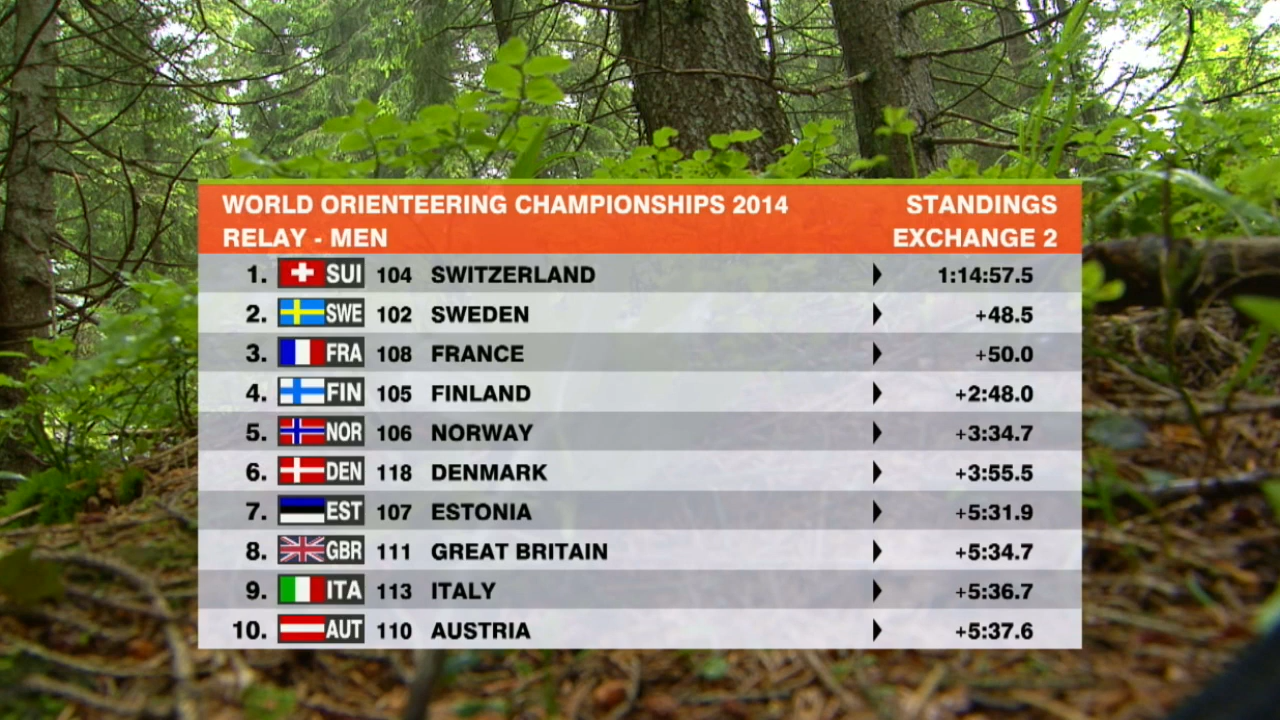 WORLD ORIENTEERING CHAMPIONSHIPS 2014 STANDINGS
RELAY - MEN EXCHANGE 2
1. SUI 104 SWITZERLAND 1:14:57.5
2. SWE 102 SWEDEN +48.5
3. FRA 108 FRANCE +50.0
4. FIN 105 FINLAND +2:48.0
5. NOR 106 NORWAY +3:34.7
6. DEN 118 DENMARK +3:55.5
7. EST 107 ESTONIA +5:31.9
8. GBR 111 GREAT BRITAIN +5:34.7
9. ITA 113 ITALY +5:36.7
10. AUT 110 AUSTRIA +5:37.6